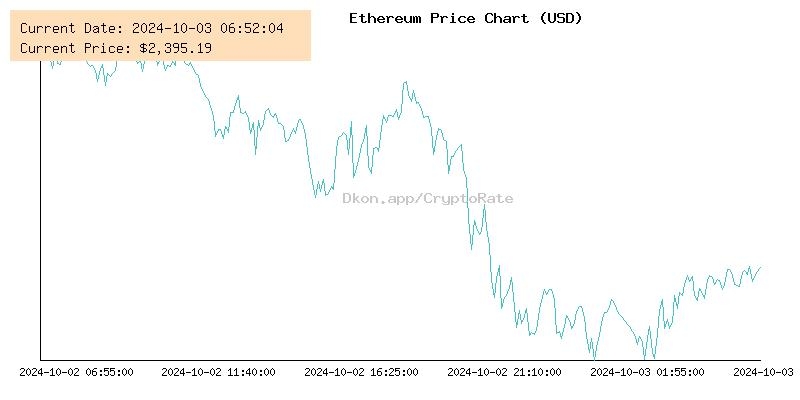 Ethereum Price Chart (USD)
Current Date: 2024-10-03 06:52:04
Current Price: $2,395.19
Dkon.app/CryptoRate
2024-10-02 06:55:00 2024-10-02 11:40:00 2024-10-02 16:25:00 2024-10-02 21:10:00 2024-10-03 01:55:00 2024-10-03